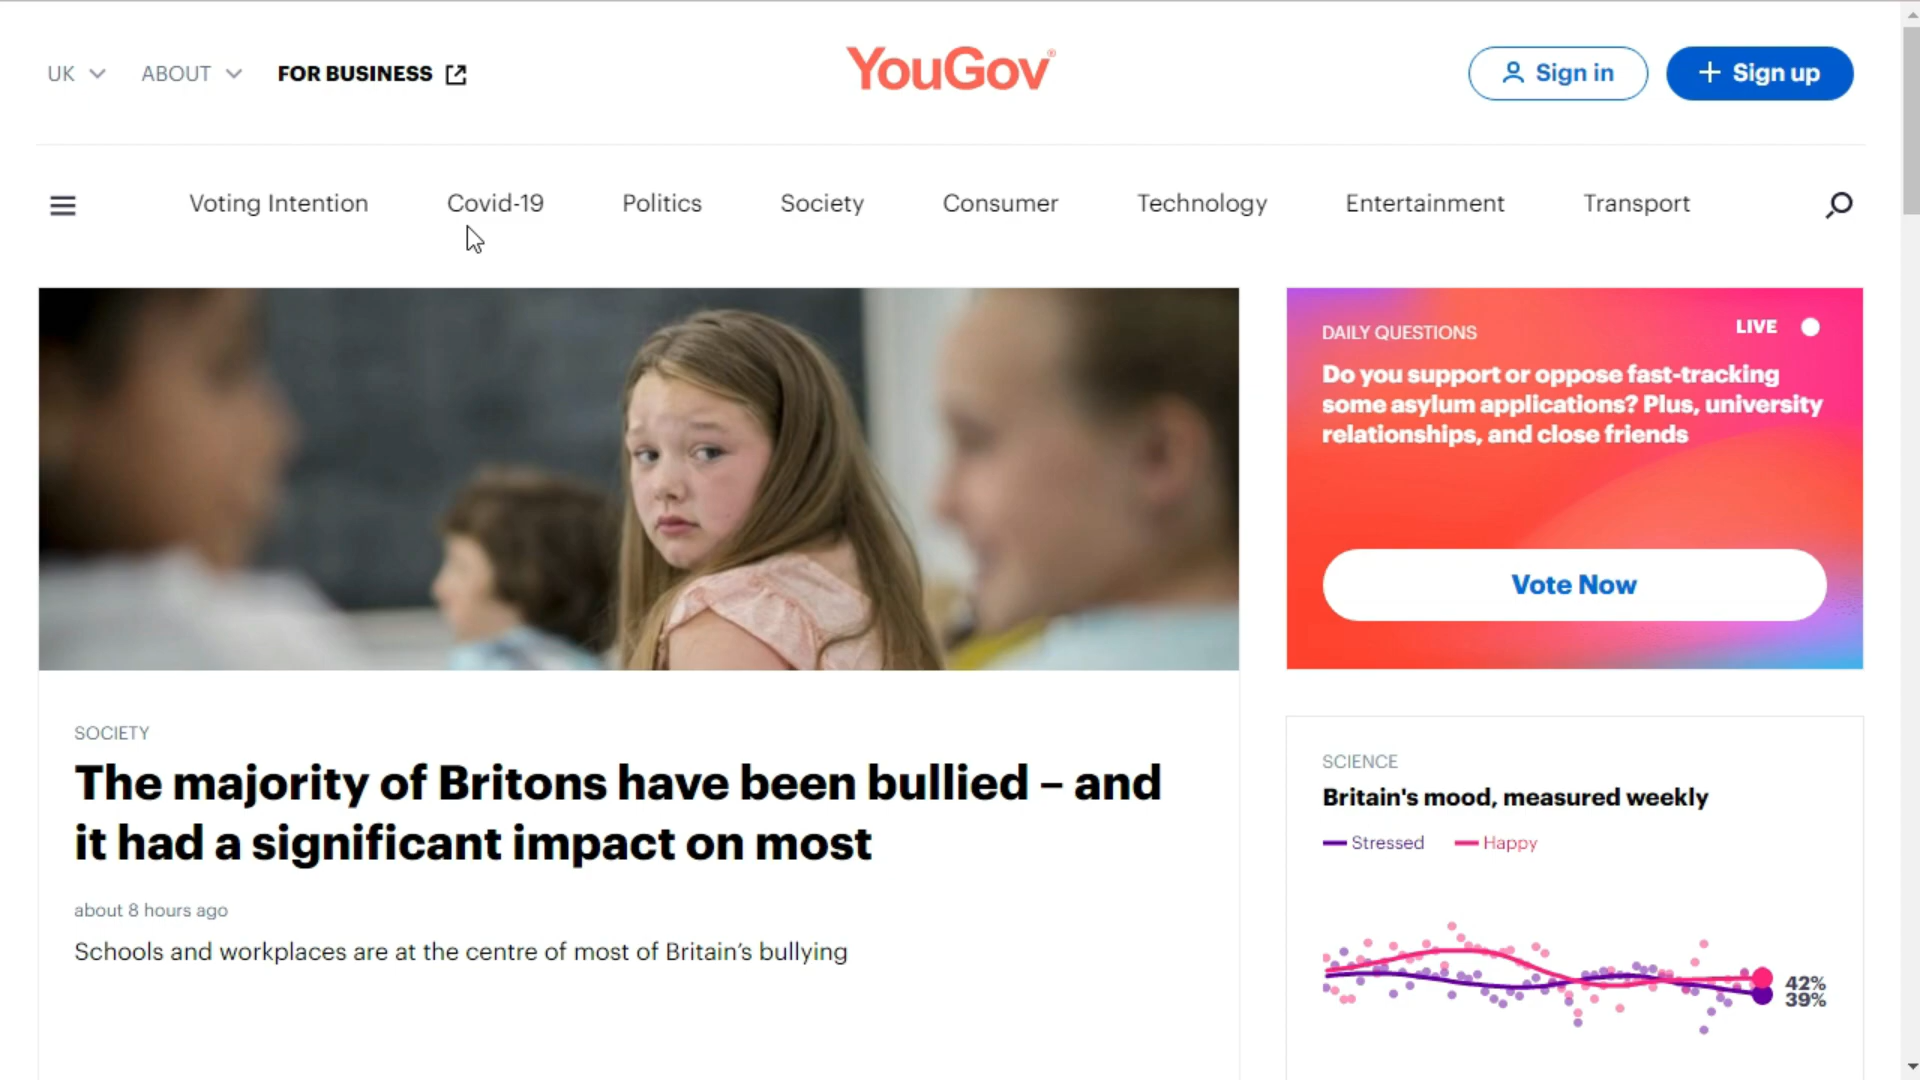 UK
ABOUT
FOR BUSINESS
YouGov®
Sign in
+ Sign up
Voting Intention
Covid-19
Politics
Society
Consumer
Technology
Entertainment
Transport
DAILY QUESTIONS
LIVE
Do you support or oppose fast-tracking
some asylum applications? Plus, university
relationships, and close friends
Vote Now
SOCIETY
The majority of Britons have been bullied – and
it had a significant impact on most
about 8 hours ago
Schools and workplaces are at the centre of most of Britain’s bullying
SCIENCE
Britain's mood, measured weekly
Stressed
Happy
42%
39%